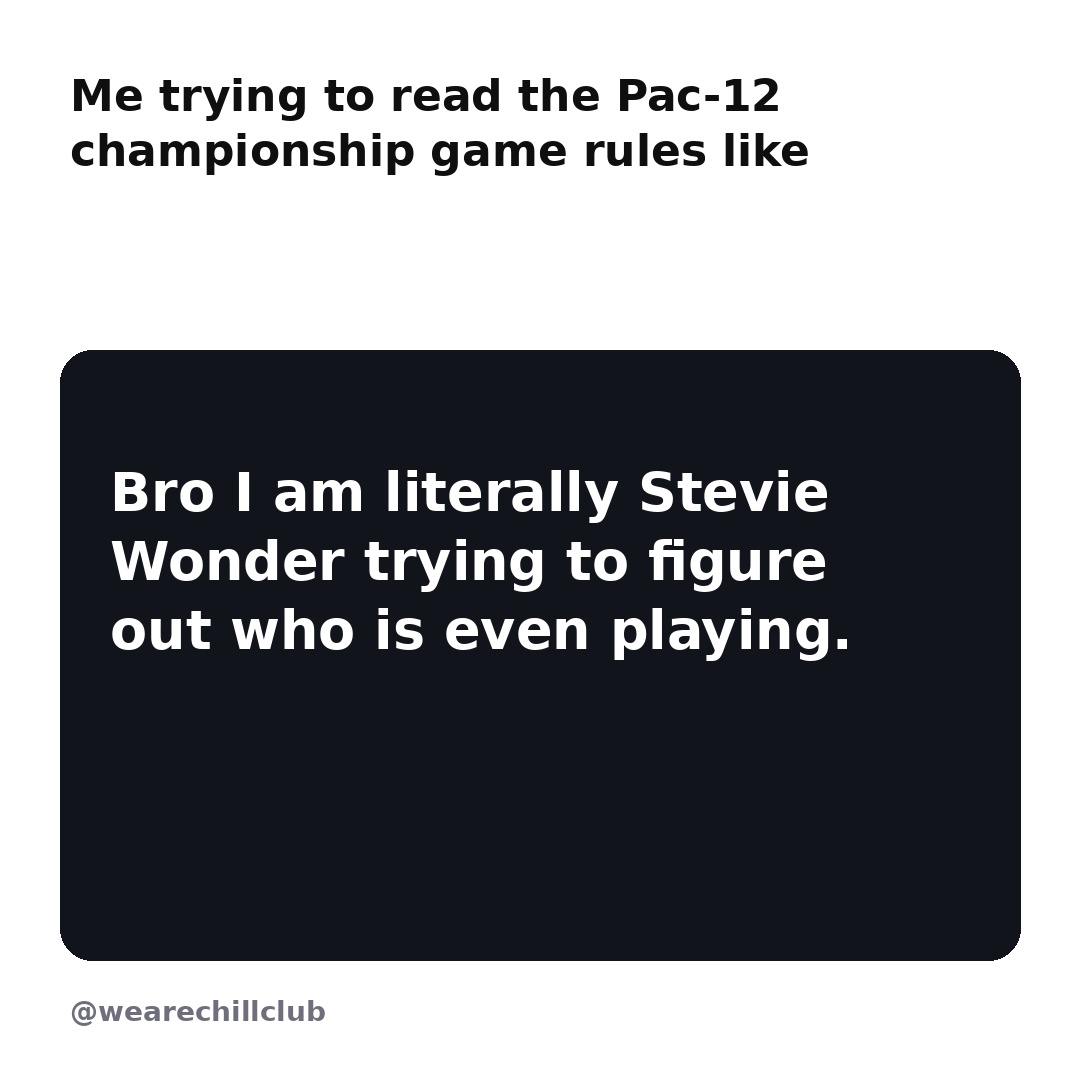 Me trying to read the Pac-12
championship game rules like
Bro I am literally Stevie
Wonder trying to figure
out who is even playing.
@wearechillclub